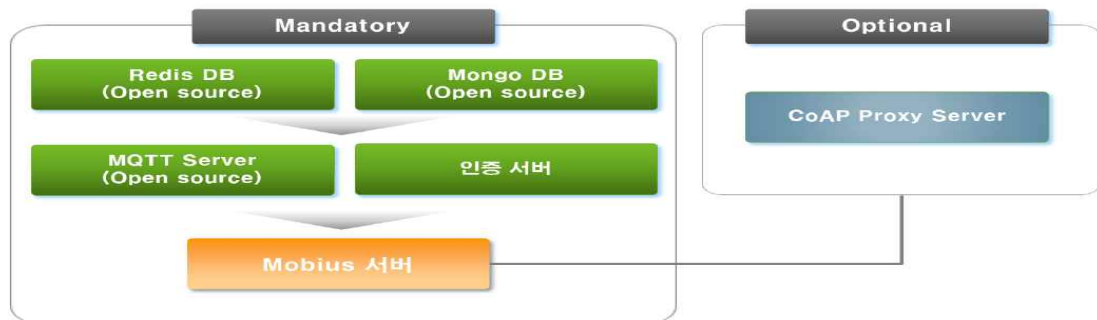 Mandatory
Redis DB
(Open source)
Mongo DB
(Open source)
MQTT Server
(Open source)
인증 서버
Mobius 서버
Optional
CoAP Proxy Server